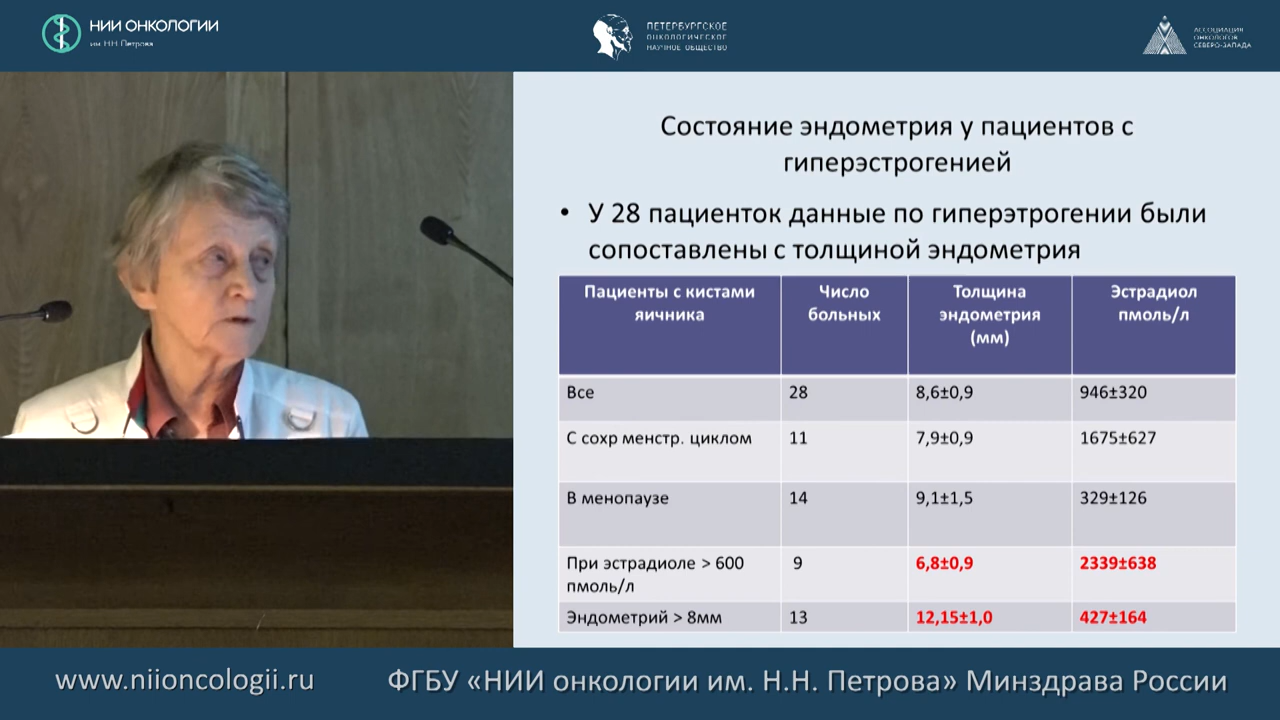 НИИ ОНКОЛОГИИ
им. Н.Н. Петрова
ПЕТЕРБУРГСКОЕ
ОНКОЛОГИЧЕСКОЕ
НАУЧНОЕ ОБЩЕСТВО
АССОЦИАЦИЯ
ОНКОЛОГОВ
СЕВЕРО-ЗАПАДА
Состояние эндометрия у пациентов с
гиперэстрогенией
• У 28 пациенток данные по гиперэтрогении были
сопоставлены с толщиной эндометрия
Пациенты с кистами яичника Число больных Толщина эндометрия (мм) Эстрадиол пмоль/л
Все 28 8,6±0,9 946±320
С сохр менстр. циклом 11 7,9±0,9 1675±627
В менопаузе 14 9,1±1,5 329±126
При эстрадиоле > 600 пмоль/л 9 6,8±0,9 2339±638
Эндометрий > 8мм 13 12,15±1,0 427±164
www.niioncologii.ru
ФГБУ «НИИ онкологии им. Н.Н. Петрова» Минздрава России